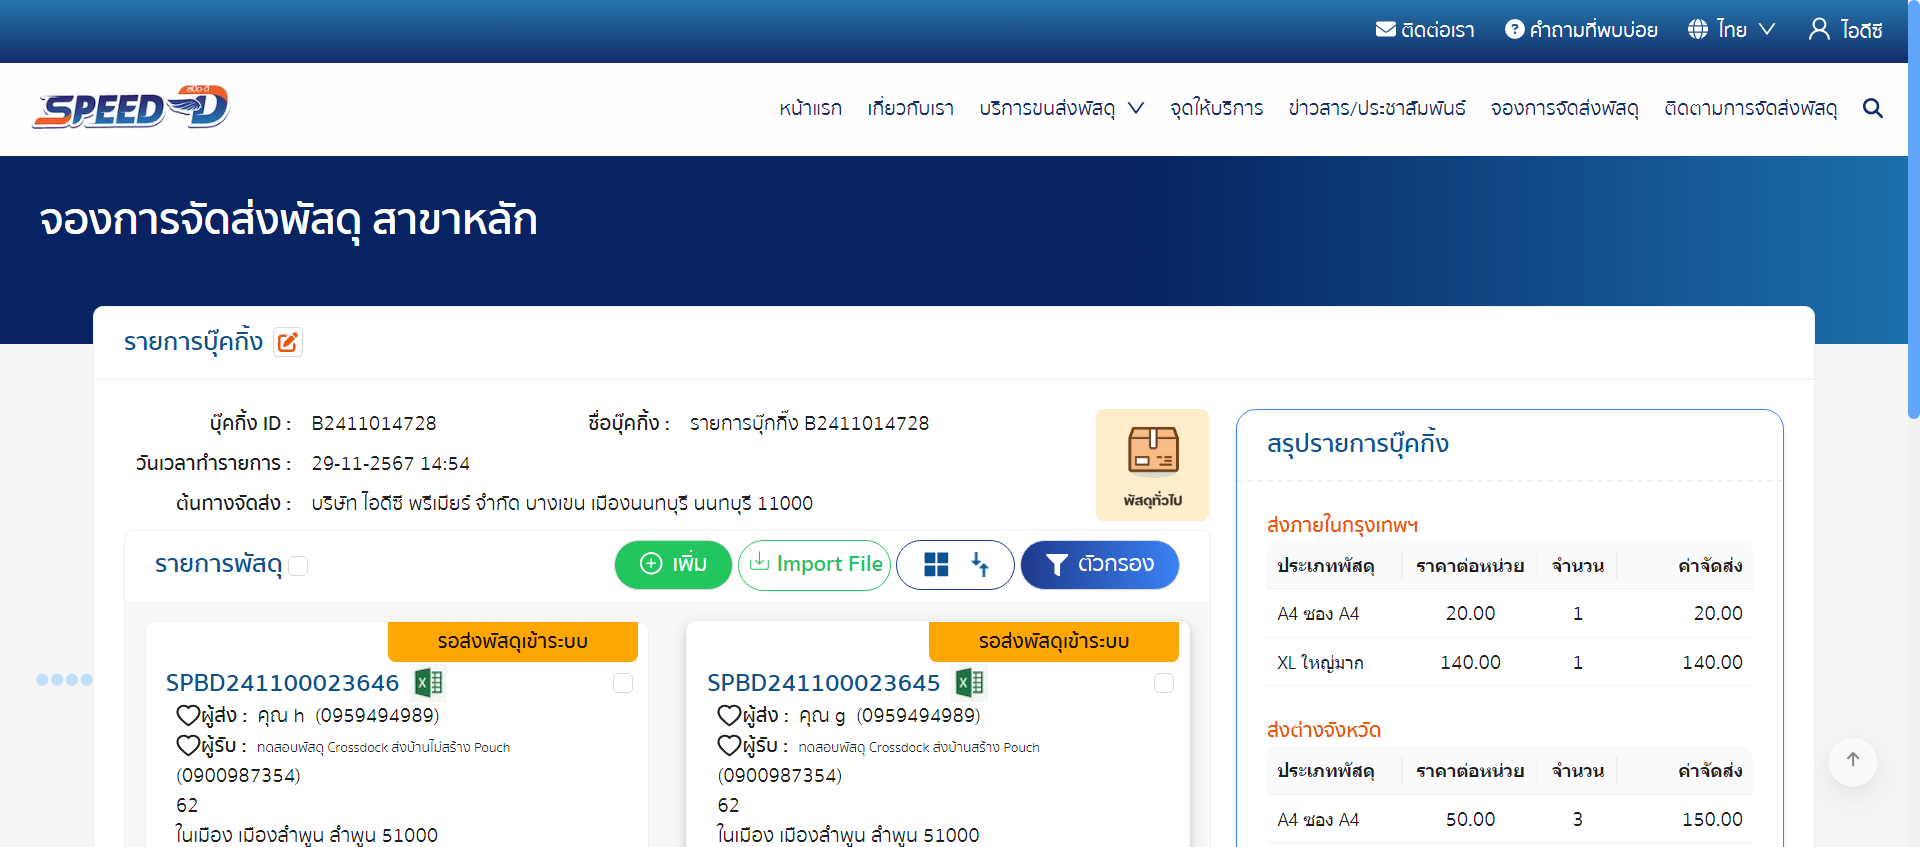 ติดต่อเรา คำถามที่พบบ่อย ไทย ไอดีซี
สปีด-ดี
SPEED-D
หน้าแรก เกี่ยวกับเรา บริการขนส่งพัสดุ จุดให้บริการ ข่าวสาร/ประชาสัมพันธ์ จองการจัดส่งพัสดุ ติดตามการจัดส่งพัสดุ
จองการจัดส่งพัสดุ สาขาหลัก
รายการบุ๊คกิ้ง
บุ๊คกิ้ง ID : B2411014728 ชื่อบุ๊คกิ้ง : รายการบุ๊กกิ้ง B2411014728
วันเวลาทำรายการ : 29-11-2567 14:54
ต้นทางจัดส่ง : บริษัท ไอดีซี พรีเมียร์ จำกัด บางเขน เมืองนนทบุรี นนทบุรี 11000
พัสดุทั่วไป
รายการพัสดุ เพิ่ม Import File ตัวกรอง
รอส่งพัสดุเข้าระบบ
SPBD241100023646
ผู้ส่ง : คุณ h (0959494989)
ผู้รับ : ทดสอบพัสดุ Crossdock ส่งบ้านไม่สร้าง Pouch
(0900987354)
62
ในเมือง เมืองลำพูน ลำพูน 51000
รอส่งพัสดุเข้าระบบ
SPBD241100023645
ผู้ส่ง : คุณ g (0959494989)
ผู้รับ : ทดสอบพัสดุ Crossdock ส่งบ้านสร้าง Pouch
(0900987354)
62
ในเมือง เมืองลำพูน ลำพูน 51000
สรุปรายการบุ๊คกิ้ง
ส่งภายในกรุงเทพฯ
ประเภทพัสดุ ราคาต่อหน่วย จำนวน ค่าจัดส่ง
A4 ซอง A4 20.00 1 20.00
XL ใหญ่มาก 140.00 1 140.00
ส่งต่างจังหวัด
ประเภทพัสดุ ราคาต่อหน่วย จำนวน ค่าจัดส่ง
A4 ซอง A4 50.00 3 150.00